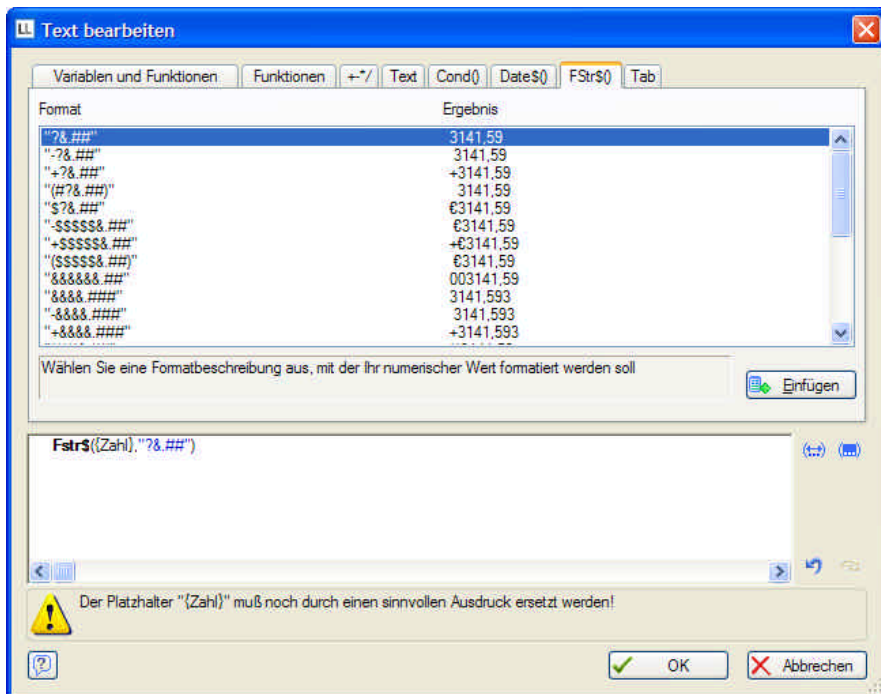 LL Text bearbeiten
Variablen und Funktionen Funktionen +-*/ Text Cond() Date$() FStr$() Tab
Format Ergebnis
"?&.##" 3141,59
"-?&.##" 3141,59
"+?&.##" +3141,59
"(#?&.##)" 3141,59
"$?&.##" €3141,59
"-$$$$$&.##" €3141,59
"+$$$$$&.##" +€3141,59
"($$$$$&.##)" €3141,59
"&&&&&&.##" 003141,59
"&&&&.###" 3141,593
"-&&&&.###" 3141,593
"+&&&&.###" +3141,593
Wählen Sie eine Formatbeschreibung aus, mit der Ihr numerischer Wert formatiert werden soll
Einfügen
Fstr$({Zahl},"?&.##")
Der Platzhalter "{Zahl}" muß noch durch einen sinnvollen Ausdruck ersetzt werden!
OK Abbrechen